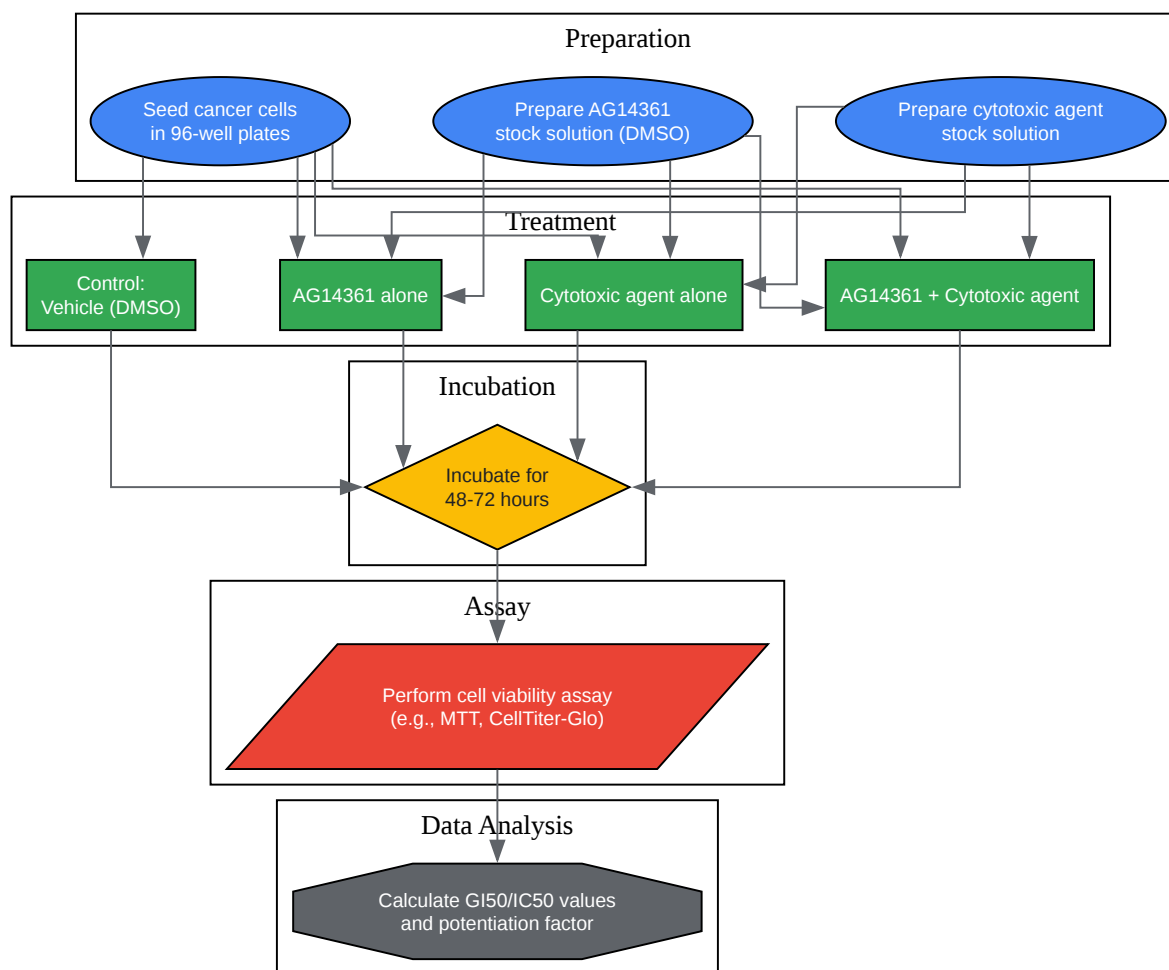 Preparation
Seed cancer cells
in 96-well plates
Prepare AG14361
stock solution (DMSO)
Prepare cytotoxic agent
stock solution
Treatment
Control:
Vehicle (DMSO)
AG14361 alone
Cytotoxic agent alone
AG14361 + Cytotoxic agent
Incubation
Incubate for
48-72 hours
Assay
Perform cell viability assay
(e.g., MTT, CellTiter-Glo)
Data Analysis
Calculate GI50/IC50 values
and potentiation factor